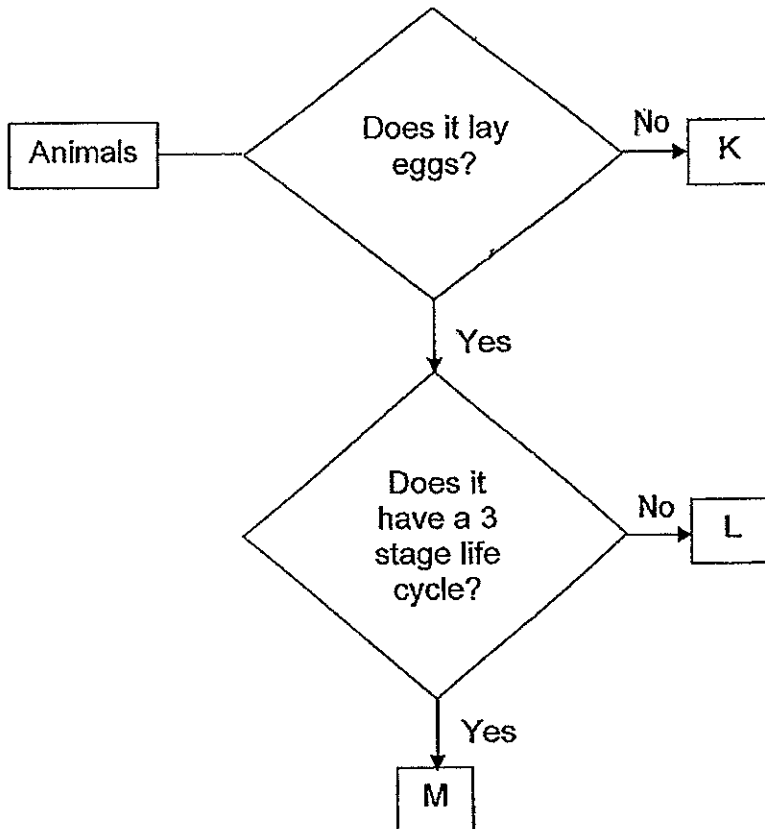 Animals
Does it lay
eggs?
No
K
Yes
Does it
have a 3
stage life
cycle?
No
L
Yes
M